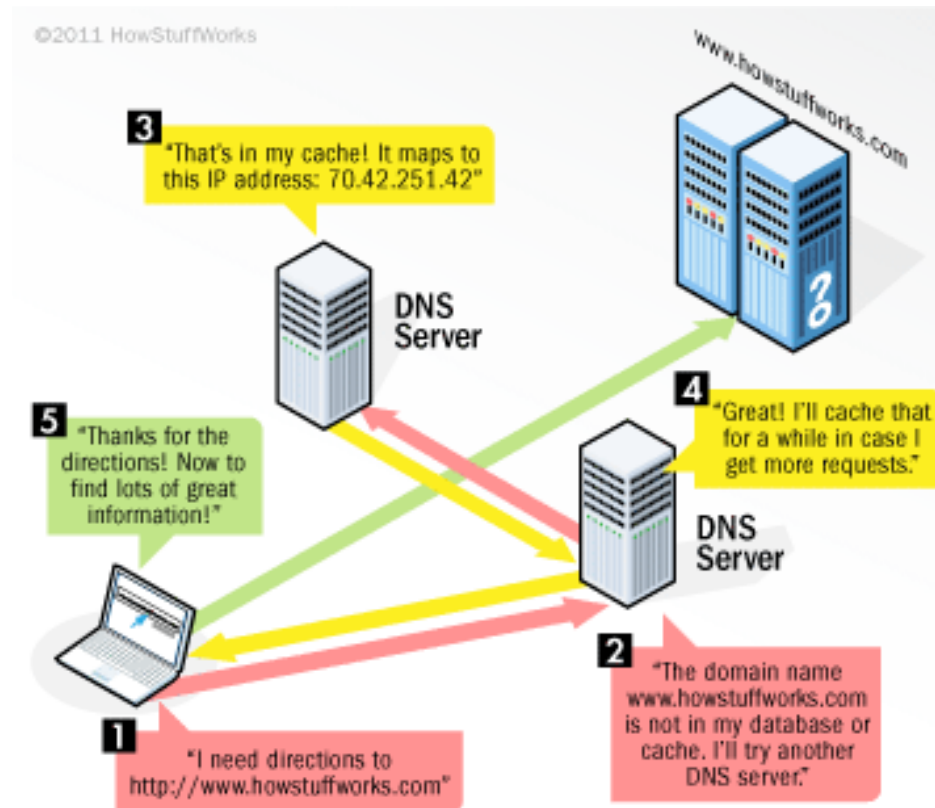 ©2011 HowStuffWorks
www.howstuffworks.com
3
"That's in my cache! It maps to
this IP address: 70.42.251.42"
DNS
Server
4
"Great! I'll cache that
for a while in case I
get more requests."
5
"Thanks for the
directions! Now to
find lots of great
information!"
DNS
Server
2
"The domain name
www.howstuffworks.com
is not in my database or
cache. I'll try another
DNS server."
1
"I need directions to
http://www.howstuffworks.com"